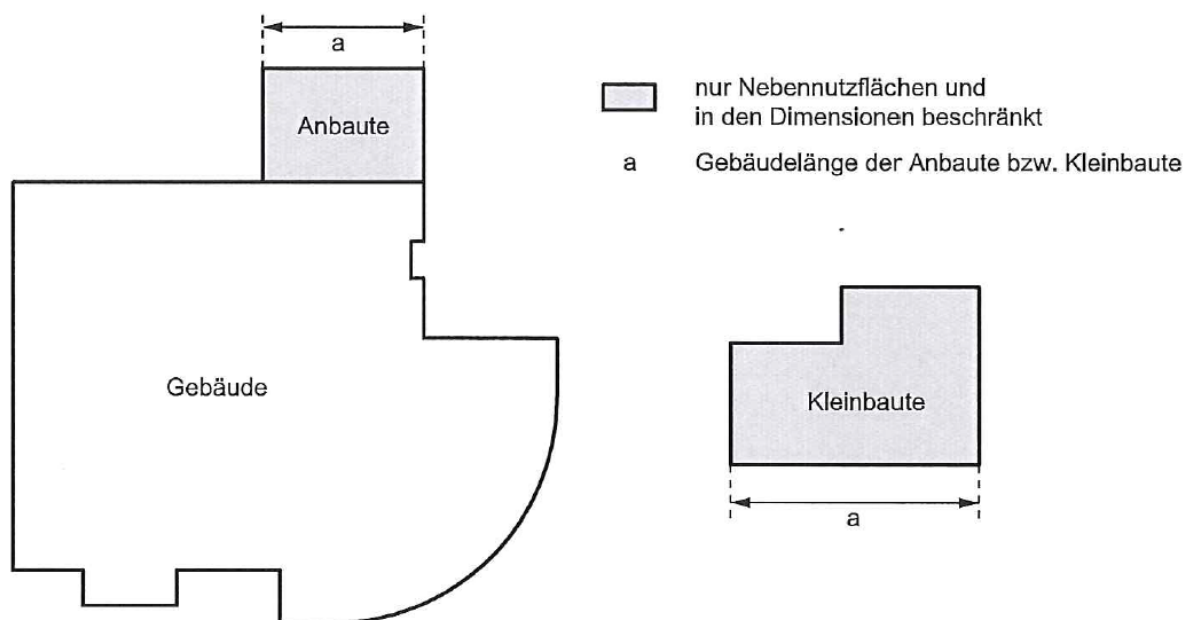 a
Anbaute
nur Nebennutzflächen und
in den Dimensionen beschränkt
a Gebäudelänge der Anbaute bzw. Kleinbaute
Gebäude
Kleinbaute
a